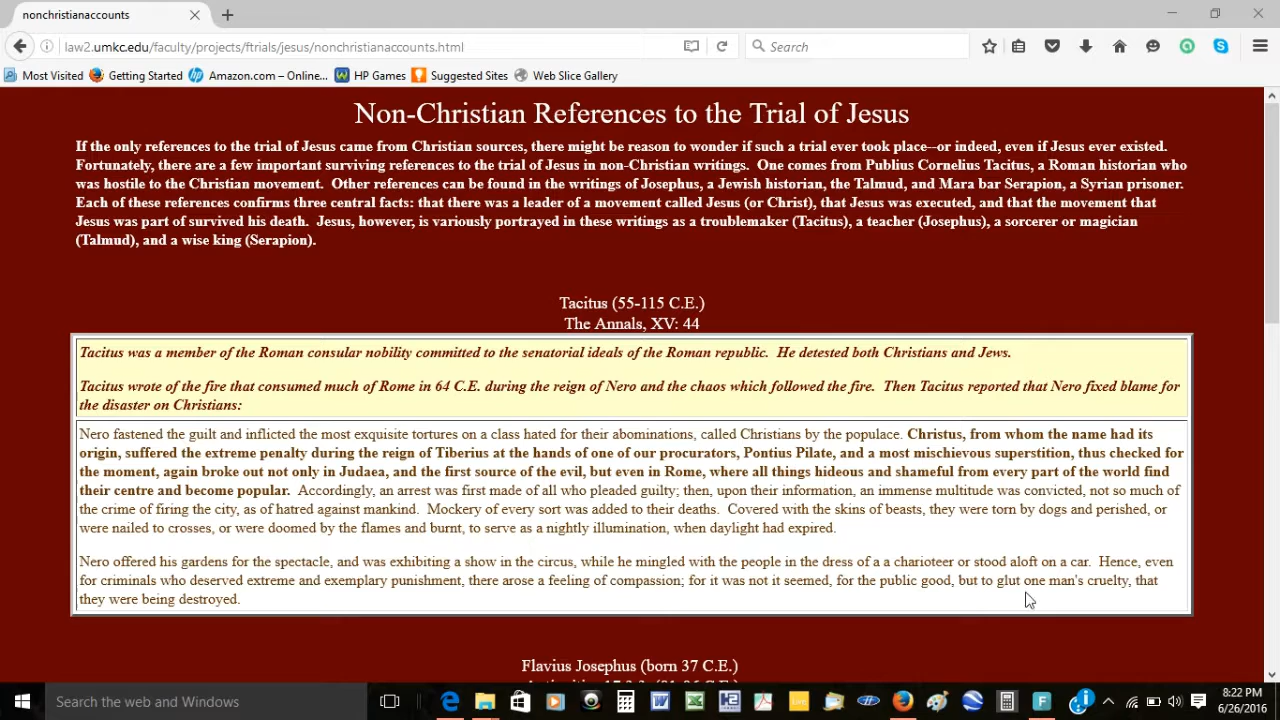 nonchristianaccounts
law2.umkc.edu/faculty/projects/ftrials/jesus/nonchristianaccounts.html
Search
Most Visited Getting Started Amazon.com – Online... HP Games Suggested Sites Web Slice Gallery
Non-Christian References to the Trial of Jesus
If the only references to the trial of Jesus came from Christian sources, there might be reason to wonder if such a trial ever took place--or indeed, even if Jesus ever existed.
Fortunately, there are a few important surviving references to the trial of Jesus in non-Christian writings. One comes from Publius Cornelius Tacitus, a Roman historian who
was hostile to the Christian movement. Other references can be found in the writings of Josephus, a Jewish historian, the Talmud, and Mara bar Serapion, a Syrian prisoner.
Each of these references confirms three central facts: that there was a leader of a movement called Jesus (or Christ), that Jesus was executed, and that the movement that
Jesus was part of survived his death. Jesus, however, is variously portrayed in these writings as a troublemaker (Tacitus), a teacher (Josephus), a sorcerer or magician
(Talmud), and a wise king (Serapion).
Tacitus (55-115 C.E.)
The Annals, XV: 44
Tacitus was a member of the Roman consular nobility committed to the senatorial ideals of the Roman republic. He detested both Christians and Jews.
Tacitus wrote of the fire that consumed much of Rome in 64 C.E. during the reign of Nero and the chaos which followed the fire. Then Tacitus reported that Nero fixed blame for
the disaster on Christians:
Nero fastened the guilt and inflicted the most exquisite tortures on a class hated for their abominations, called Christians by the populace. Christus, from whom the name had its
origin, suffered the extreme penalty during the reign of Tiberius at the hands of one of our procurators, Pontius Pilate, and a most mischievous superstition, thus checked for
the moment, again broke out not only in Judaea, and the first source of the evil, but even in Rome, where all things hideous and shameful from every part of the world find
their centre and become popular. Accordingly, an arrest was first made of all who pleaded guilty; then, upon their information, an immense multitude was convicted, not so much of
the crime of firing the city, as of hatred against mankind. Mockery of every sort was added to their deaths. Covered with the skins of beasts, they were torn by dogs and perished, or
were nailed to crosses, or were doomed by the flames and burnt, to serve as a nightly illumination, when daylight had expired.
Nero offered his gardens for the spectacle, and was exhibiting a show in the circus, while he mingled with the people in the dress of a a charioteer or stood aloft on a car. Hence, even
for criminals who deserved extreme and exemplary punishment, there arose a feeling of compassion; for it was not it seemed, for the public good, but to glut one man's cruelty, that
they were being destroyed.
Flavius Josephus (born 37 C.E.)
Search the web and Windows
8:22 PM
6/26/2016